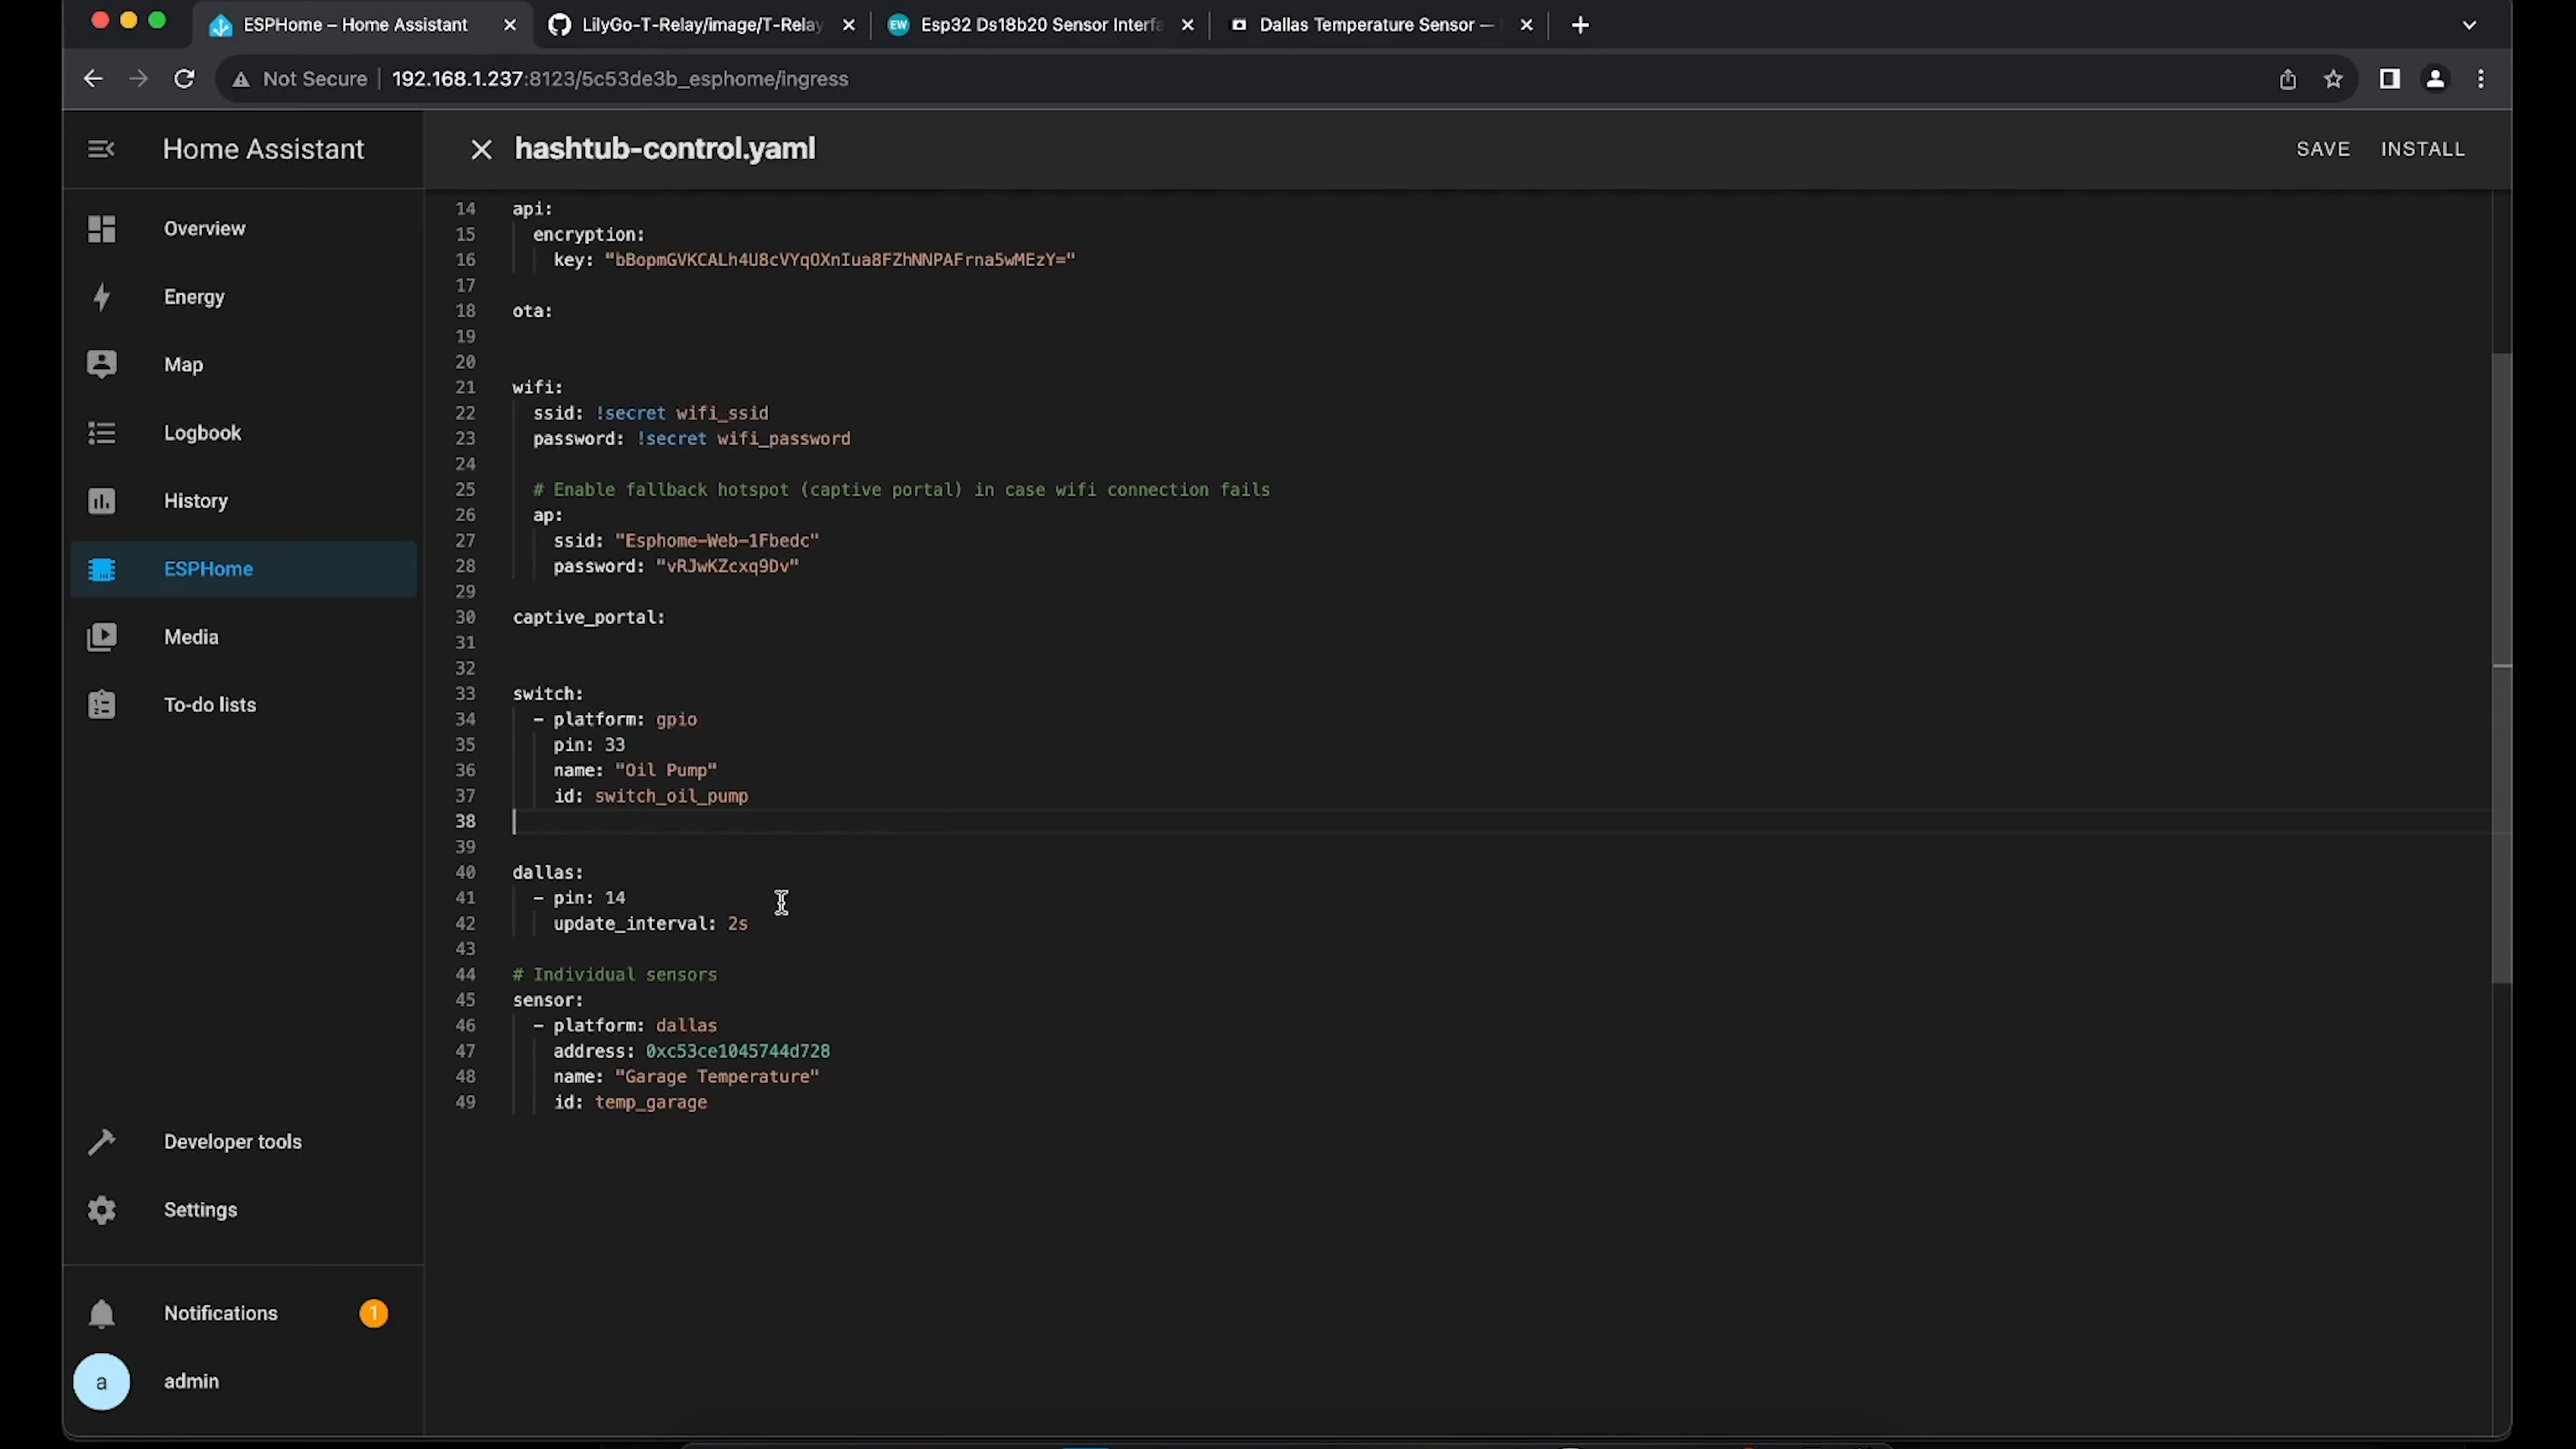 ESPHome – Home Assistant
LilyGo-T-Relay/image/T-Relay
EW
Esp32 Ds18b20 Sensor Interfa
Dallas Temperature Sensor —
Not Secure
192.168.1.237:8123/5c53de3b_esphome/ingress
Home Assistant
hashtub-control.yaml
SAVE
INSTALL
Overview
Energy
Map
Logbook
History
ESPHome
Media
To-do lists
Developer tools
Settings
Notifications
1
a
admin
14 api:
15 encryption:
16 key: "bBopmGVKCALh4U8cVYqOXnIua8FZhNNPAFrna5wMEzY="
17
18 ota:
19
20
21 wifi:
22 ssid: !secret wifi_ssid
23 password: !secret wifi_password
24
25 # Enable fallback hotspot (captive portal) in case wifi connection fails
26 ap:
27 ssid: "Esphome-Web-1Fbedc"
28 password: "vRJwKZcxq9Dv"
29
30 captive_portal:
31
32
33 switch:
34 - platform: gpio
35 pin: 33
36 name: "Oil Pump"
37 id: switch_oil_pump
38
39
40 dallas:
41 - pin: 14
42 update_interval: 2s
43
44 # Individual sensors
45 sensor:
46 - platform: dallas
47 address: 0xc53ce1045744d728
48 name: "Garage Temperature"
49 id: temp_garage